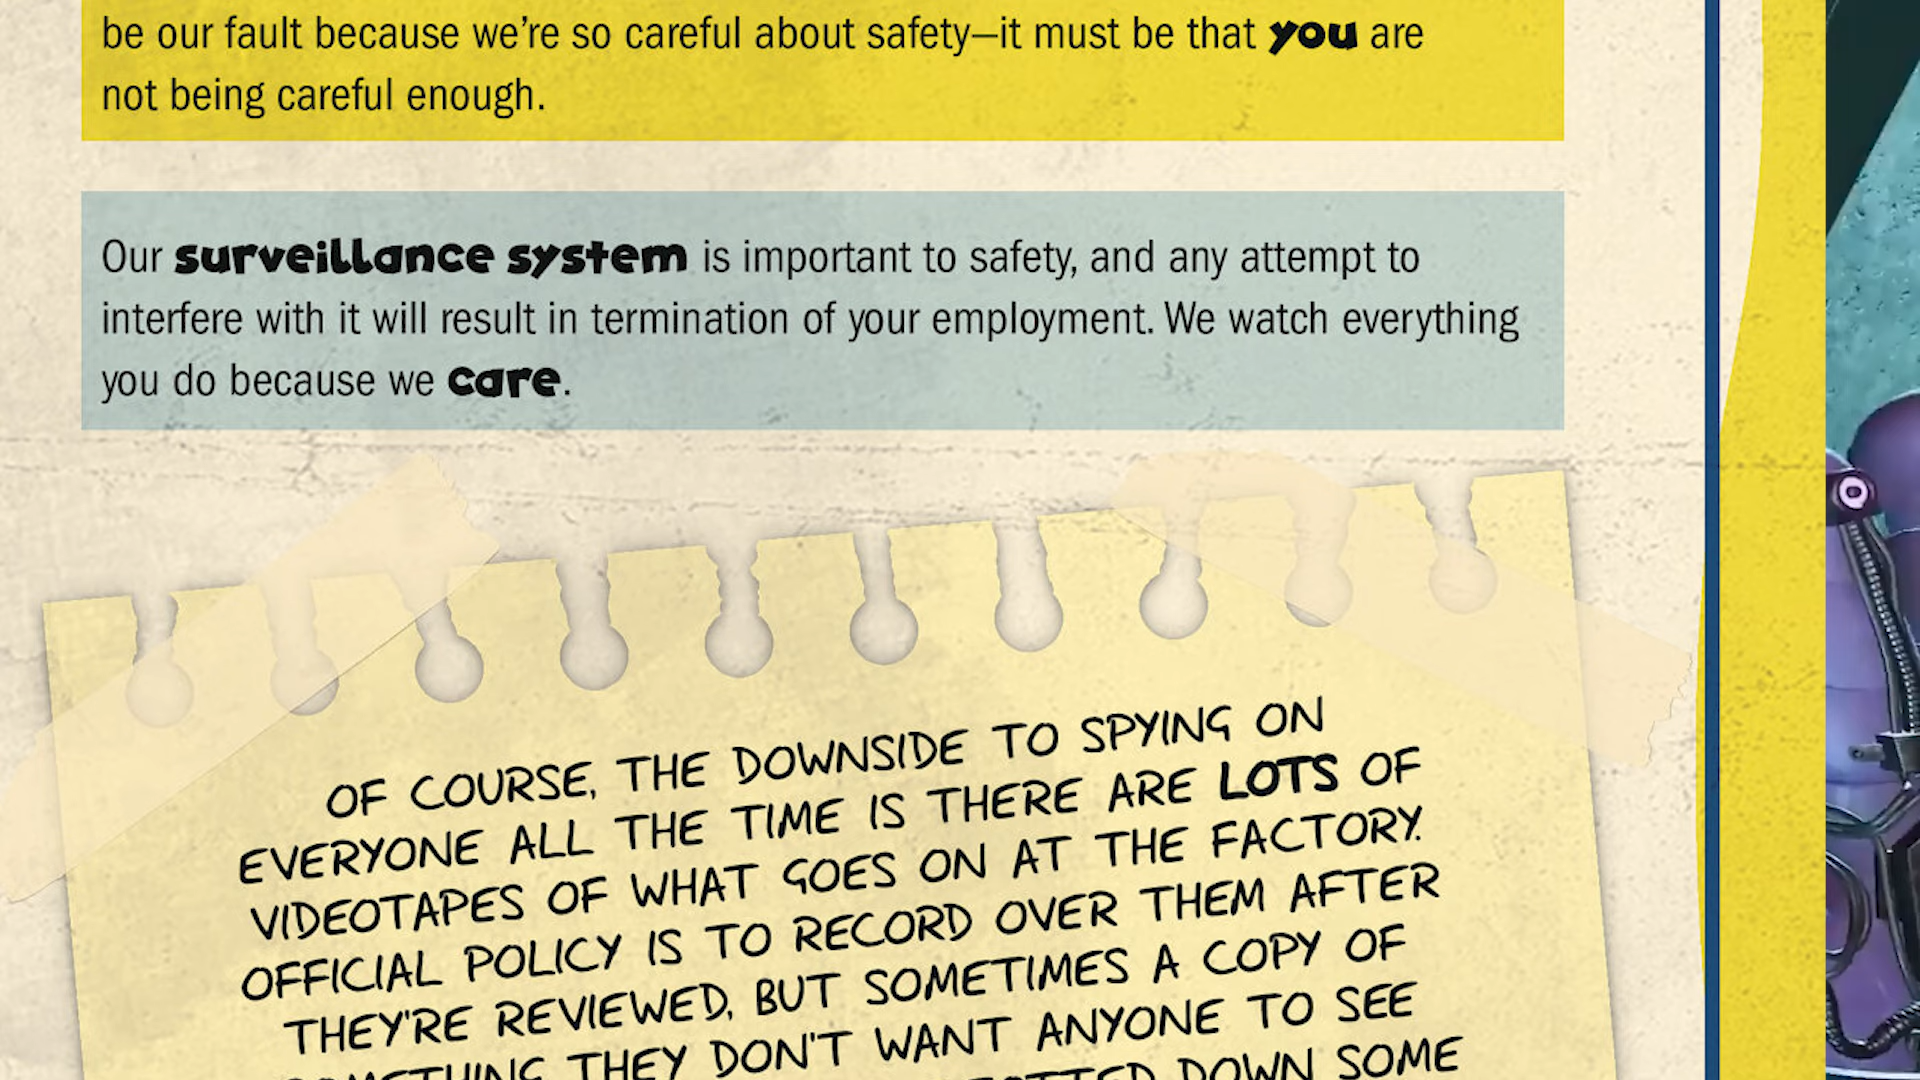 be our fault because we’re so careful about safety—it must be that you are
not being careful enough.
Our surveillance system is important to safety, and any attempt to
interfere with it will result in termination of your employment. We watch everything
you do because we care.
OF COURSE, THE DOWNSIDE TO SPYING ON
EVERYONE ALL THE TIME IS THERE ARE LOTS OF
VIDEOTAPES OF WHAT GOES ON AT THE FACTORY.
OFFICIAL POLICY IS TO RECORD OVER THEM AFTER
THEY'RE REVIEWED, BUT SOMETIMES A COPY OF
SOMETHING THEY DON'T WANT ANYONE TO SEE
DOWN SOME